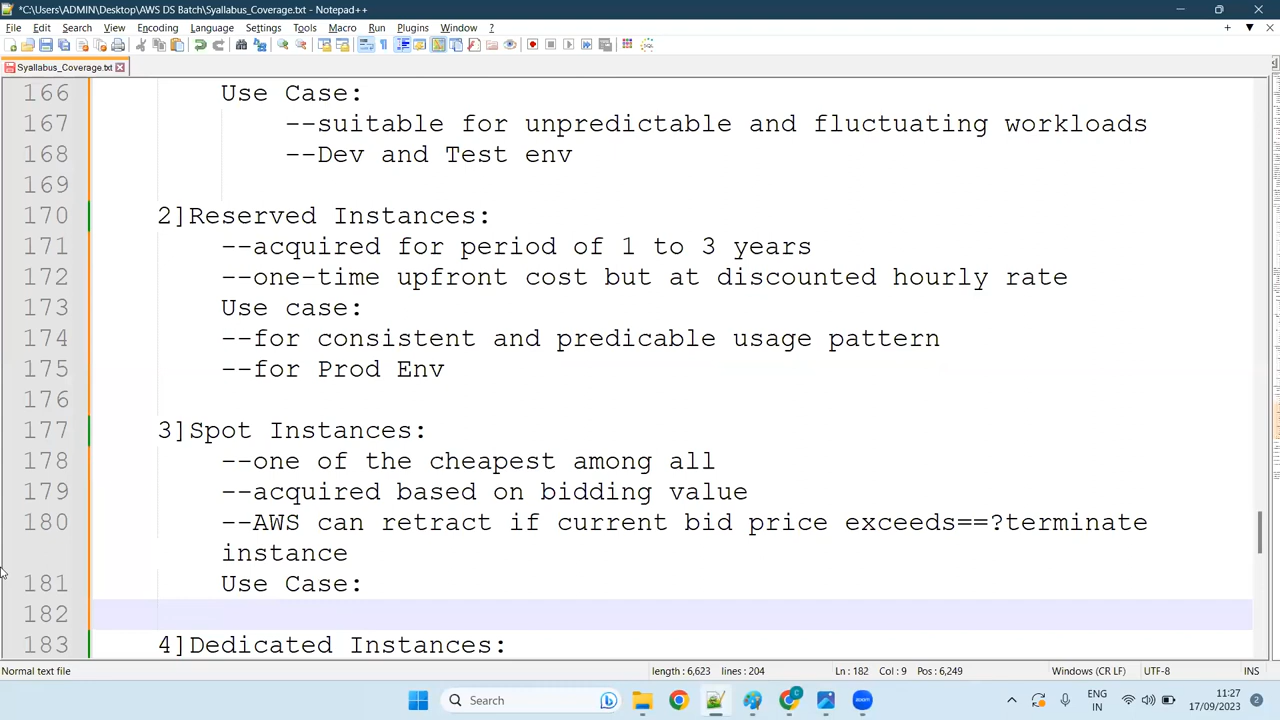 *C:\Users\ADMIN\Desktop\AWS DS Batch\Syallabus_Coverage.txt - Notepad++
File Edit Search View Encoding Language Settings Tools Macro Run Plugins Window ?
Syallabus_Coverage.txt
166 Use Case:
167 --suitable for unpredictable and fluctuating workloads
168 --Dev and Test env
169
170 2]Reserved Instances:
171 --acquired for period of 1 to 3 years
172 --one-time upfront cost but at discounted hourly rate
173 Use case:
174 --for consistent and predicable usage pattern
175 --for Prod Env
176
177 3]Spot Instances:
178 --one of the cheapest among all
179 --acquired based on bidding value
180 --AWS can retract if current bid price exceeds==?terminate
instance
181 Use Case:
182
183 4]Dedicated Instances:
Normal text file length : 6,623 lines : 204 Ln : 182 Col : 9 Pos : 6,249 Windows (CR LF) UTF-8 INS
Search ENG 11:27
IN 17/09/2023 2